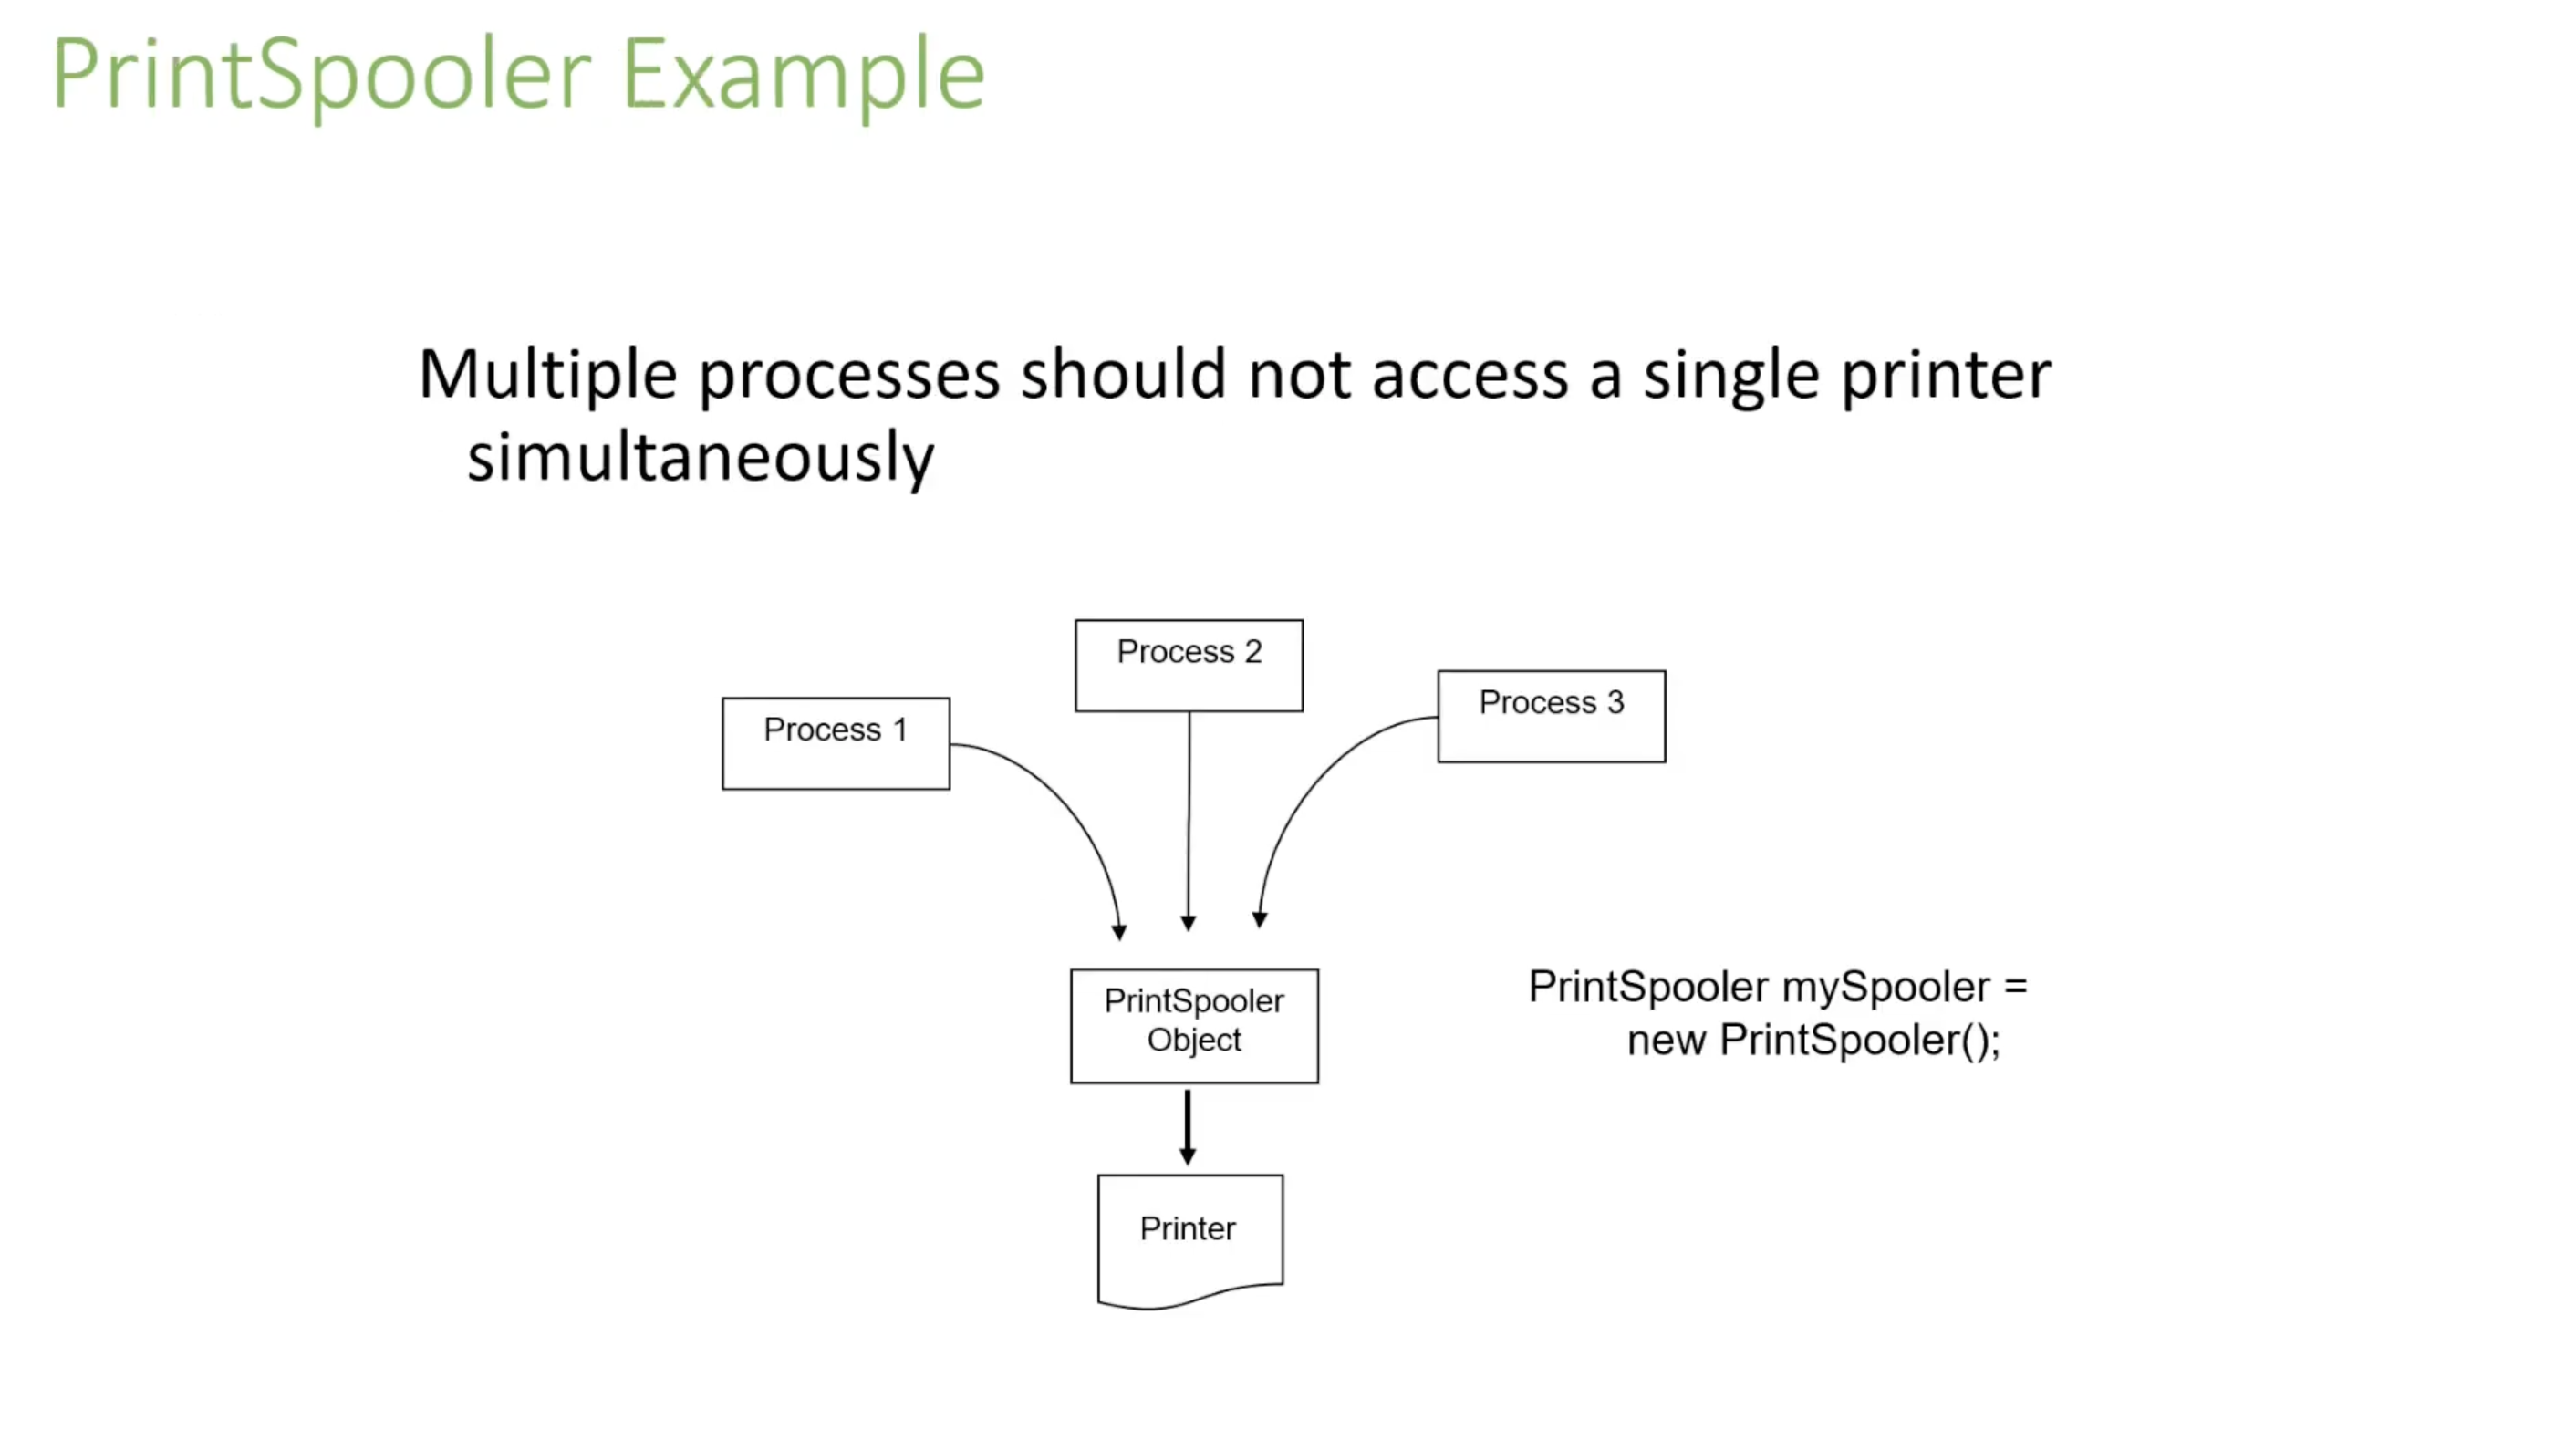 PrintSpooler Example
Multiple processes should not access a single printer
simultaneously
Process 2
Process 3
Process 1
PrintSpooler
Object
PrintSpooler mySpooler =
new PrintSpooler();
Printer